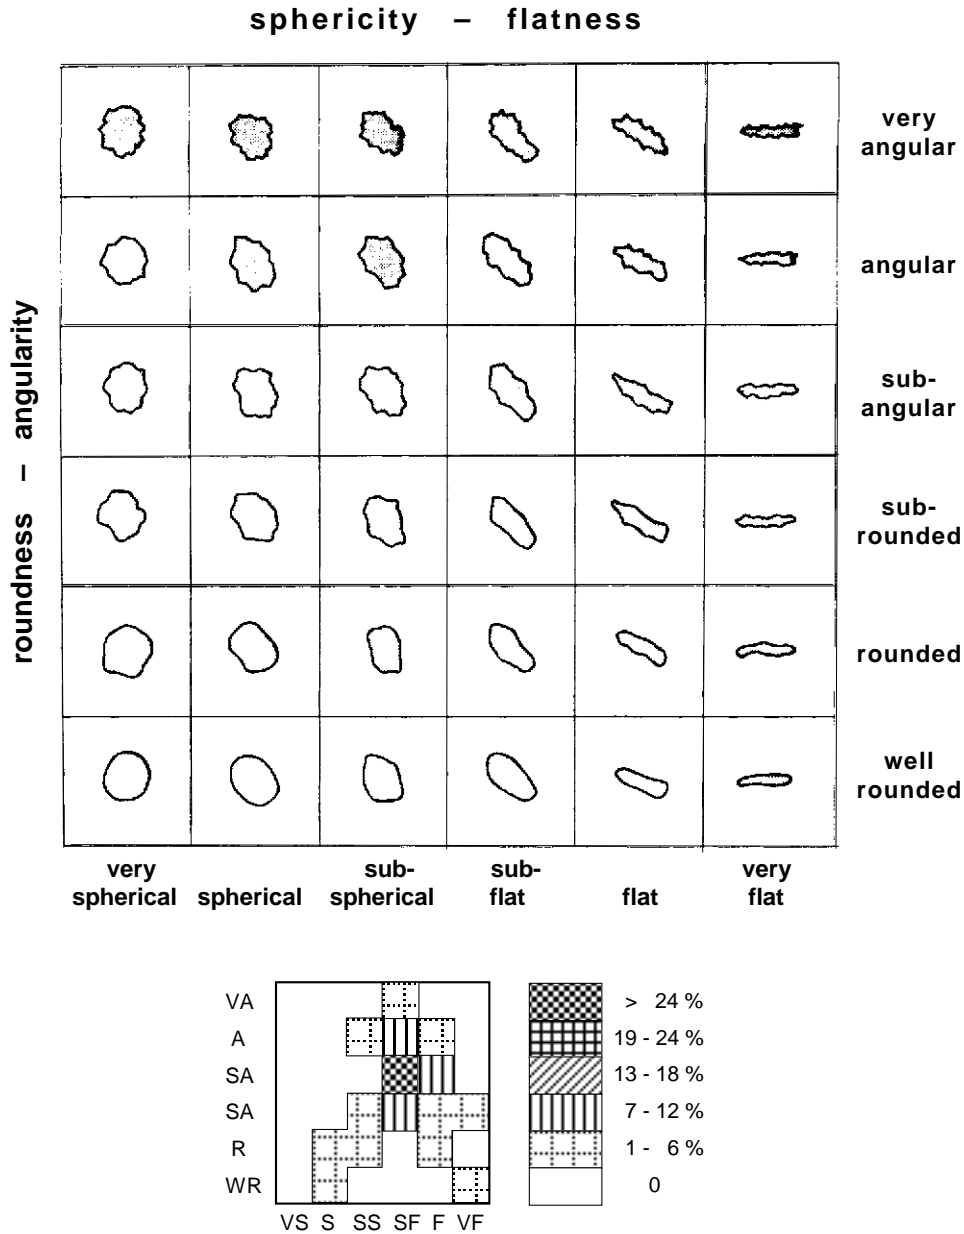 sphericity – flatness
very
angular
angular
sub-
angular
sub-
rounded
rounded
well
rounded
roundness – angularity
very
spherical
spherical
sub-
spherical
sub-
flat
flat
very
flat
VA
A
SA
SA
R
WR
VS S SS SF F VF
> 24 %
19 - 24 %
13 - 18 %
7 - 12 %
1 - 6 %
0